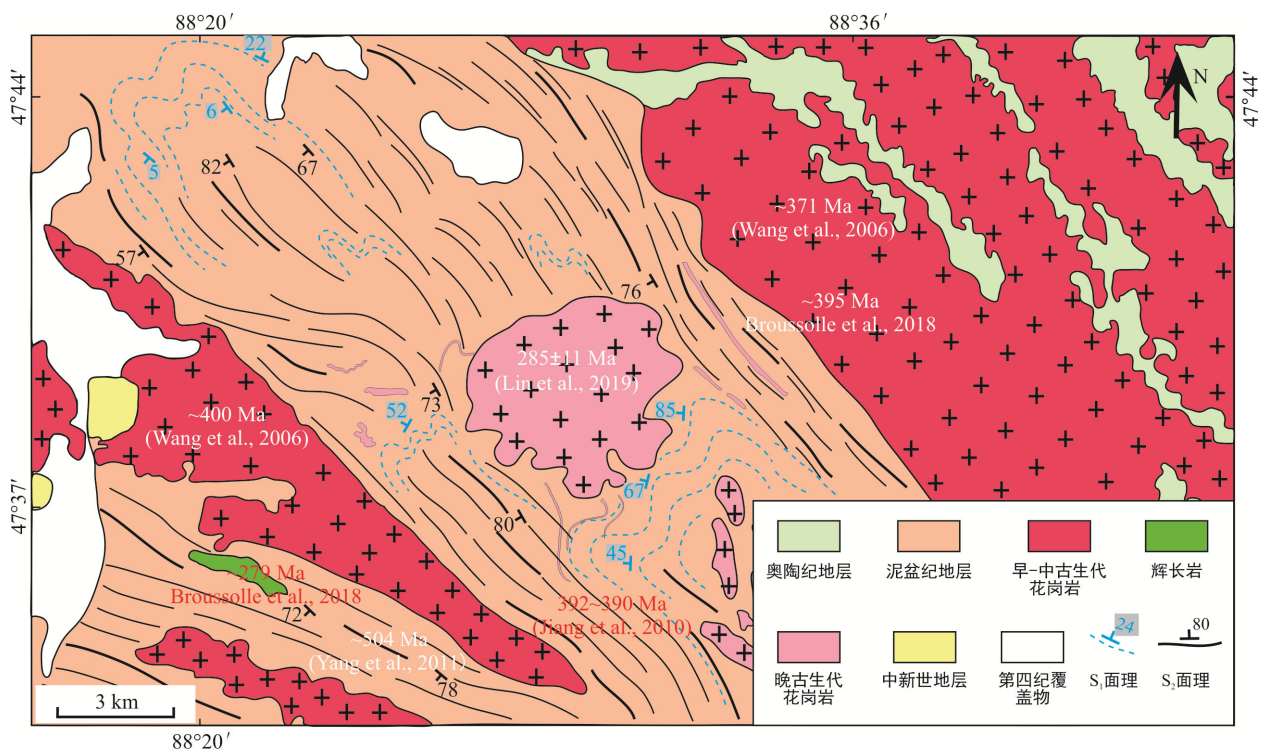 88°20′
88°36′
47°44′
47°44′
N
22
6
5
82
67
57
~371 Ma
(Wang et al., 2006)
76
~395 Ma
Broussolle et al., 2018
285±11 Ma
(Lin et al., 2019)
73
52
85
~400 Ma
(Wang et al., 2006)
67
47°37′
80
45
~279 Ma
Broussolle et al., 2018
72
392~390 Ma
(Jiang et al., 2010)
~504 Ma
(Yang et al., 2011)
78
3 km
88°20′
奥陶纪地层
泥盆纪地层
早-中古生代
花岗岩
辉长岩
24
80
晚古生代
花岗岩
中新世地层
第四纪覆
盖物
S₁面理
S₂面理